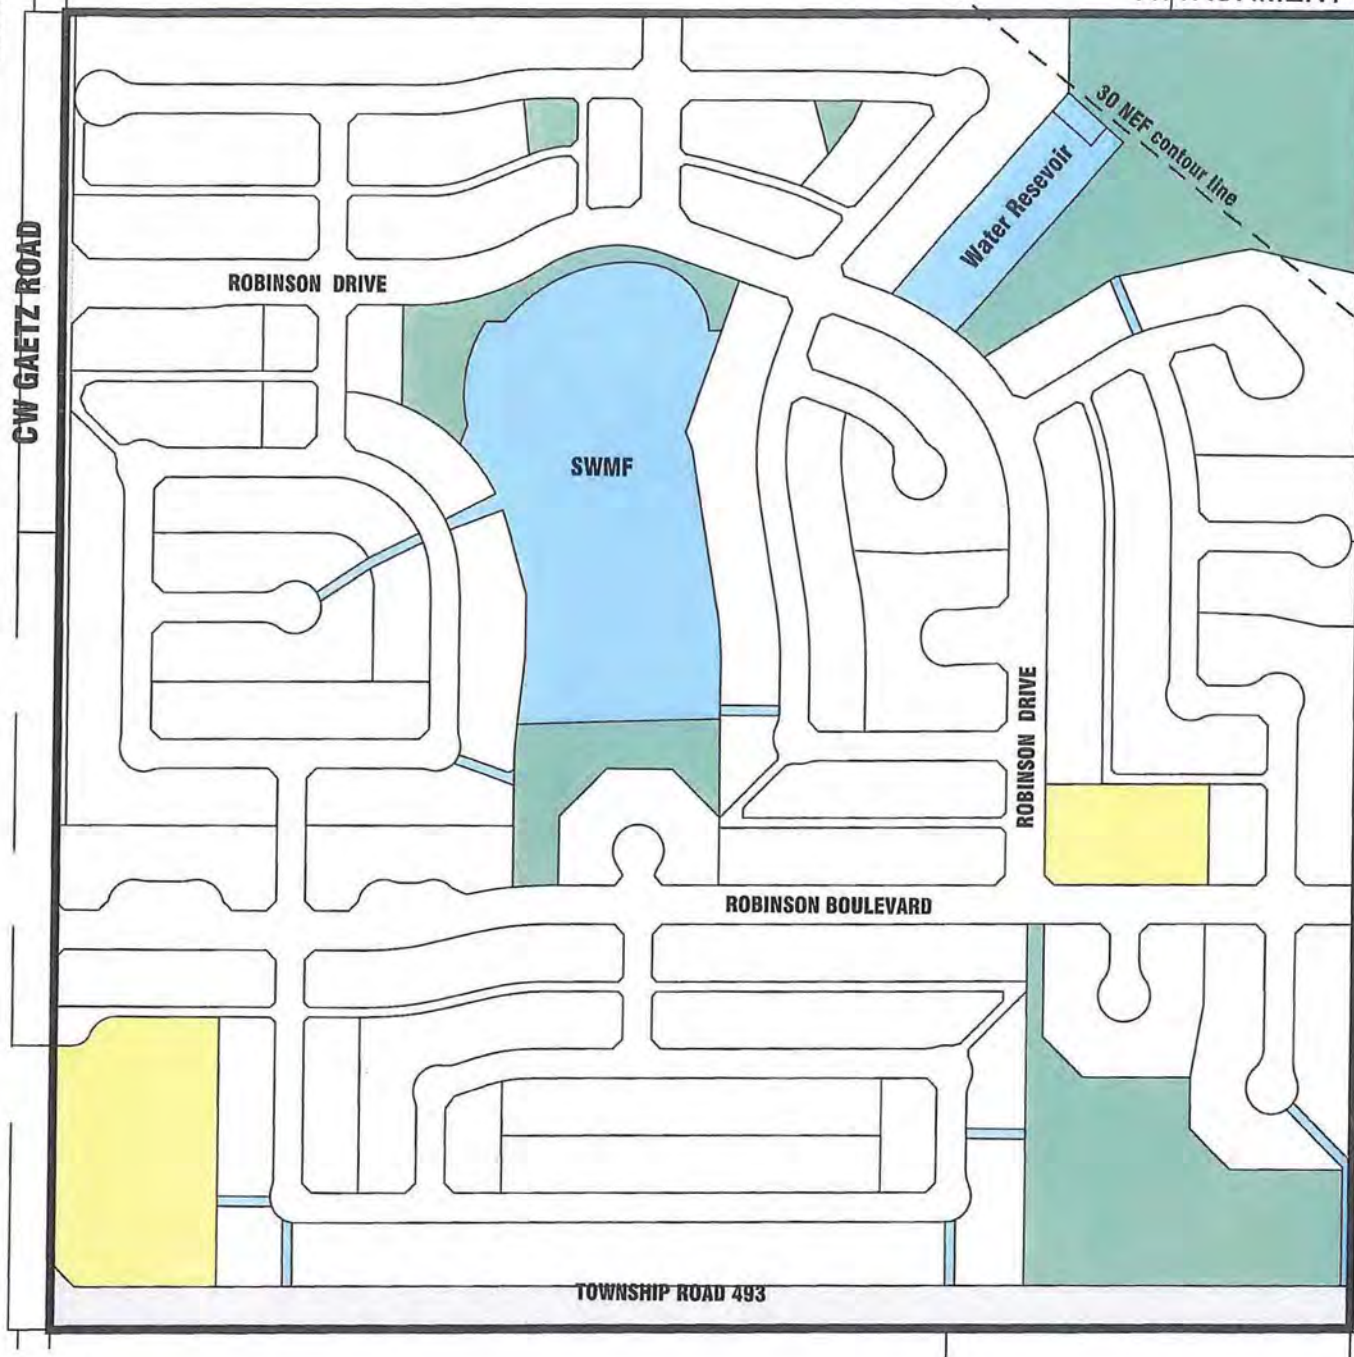 30 NEF contour line
Water Resevoir
CW GAETZ ROAD
ROBINSON DRIVE
SWMF
ROBINSON DRIVE
ROBINSON BOULEVARD
TOWNSHIP ROAD 493